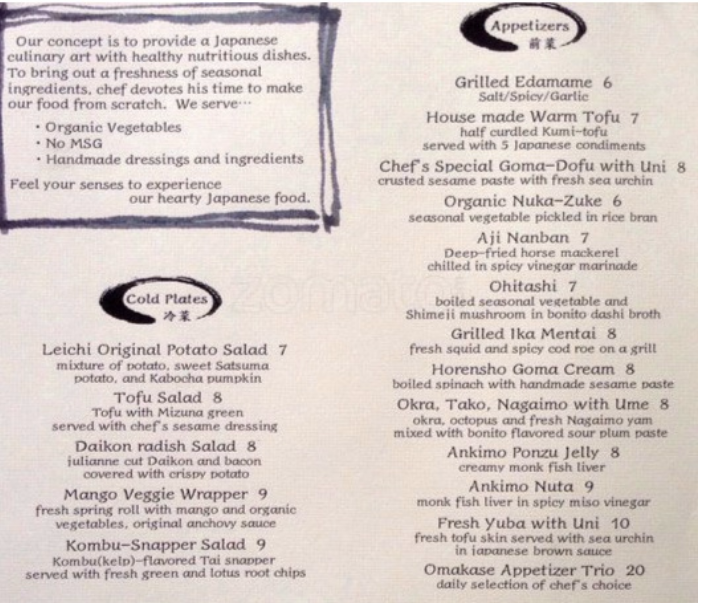 Our concept is to provide a Japanese
culinary art with healthy nutritious dishes.
To bring out a freshness of seasonal
ingredients, chef devotes his time to make
our food from scratch. We serve···
・Organic Vegetables
・No MSG
・Handmade dressings and ingredients
Feel your senses to experience
our hearty Japanese food.
Cold Plates
冷菜
Leichi Original Potato Salad 7
mixture of potato, sweet Satsuma
potato, and Kabocha pumpkin
Tofu Salad 8
Tofu with Mizuna green
served with chef's sesame dressing
Daikon radish Salad 8
julianne cut Daikon and bacon
covered with crispy potato
Mango Veggie Wrapper 9
fresh spring roll with mango and organic
vegetables, original anchovy sauce
Kombu-Snapper Salad 9
Kombu(kelp)-flavored Tai snapper
served with fresh green and lotus root chips
Appetizers
前菜
Grilled Edamame 6
Salt/Spicy/Garlic
House made Warm Tofu 7
half curdled Kumi-tofu
served with 5 Japanese condiments
Chef's Special Goma-Dofu with Uni 8
crusted sesame paste with fresh sea urchin
Organic Nuka-Zuke 6
seasonal vegetable pickled in rice bran
Aji Nanban 7
Deep-fried horse mackerel
chilled in spicy vinegar marinade
Ohitashi 7
boiled seasonal vegetable and
Shimeji mushroom in bonito dashi broth
Grilled Ika Mentai 8
fresh squid and spicy cod roe on a grill
Horensho Goma Cream 8
boiled spinach with handmade sesame paste
Okra, Tako, Nagaimo with Ume 8
okra, octopus and fresh Nagaimo yam
mixed with bonito flavored sour plum paste
Ankimo Ponzu Jelly 8
creamy monk fish liver
Ankimo Nuta 9
monk fish liver in spicy miso vinegar
Fresh Yuba with Uni 10
fresh tofu skin served with sea urchin
in japanese brown sauce
Omakase Appetizer Trio 20
daily selection of chef's choice
zomato